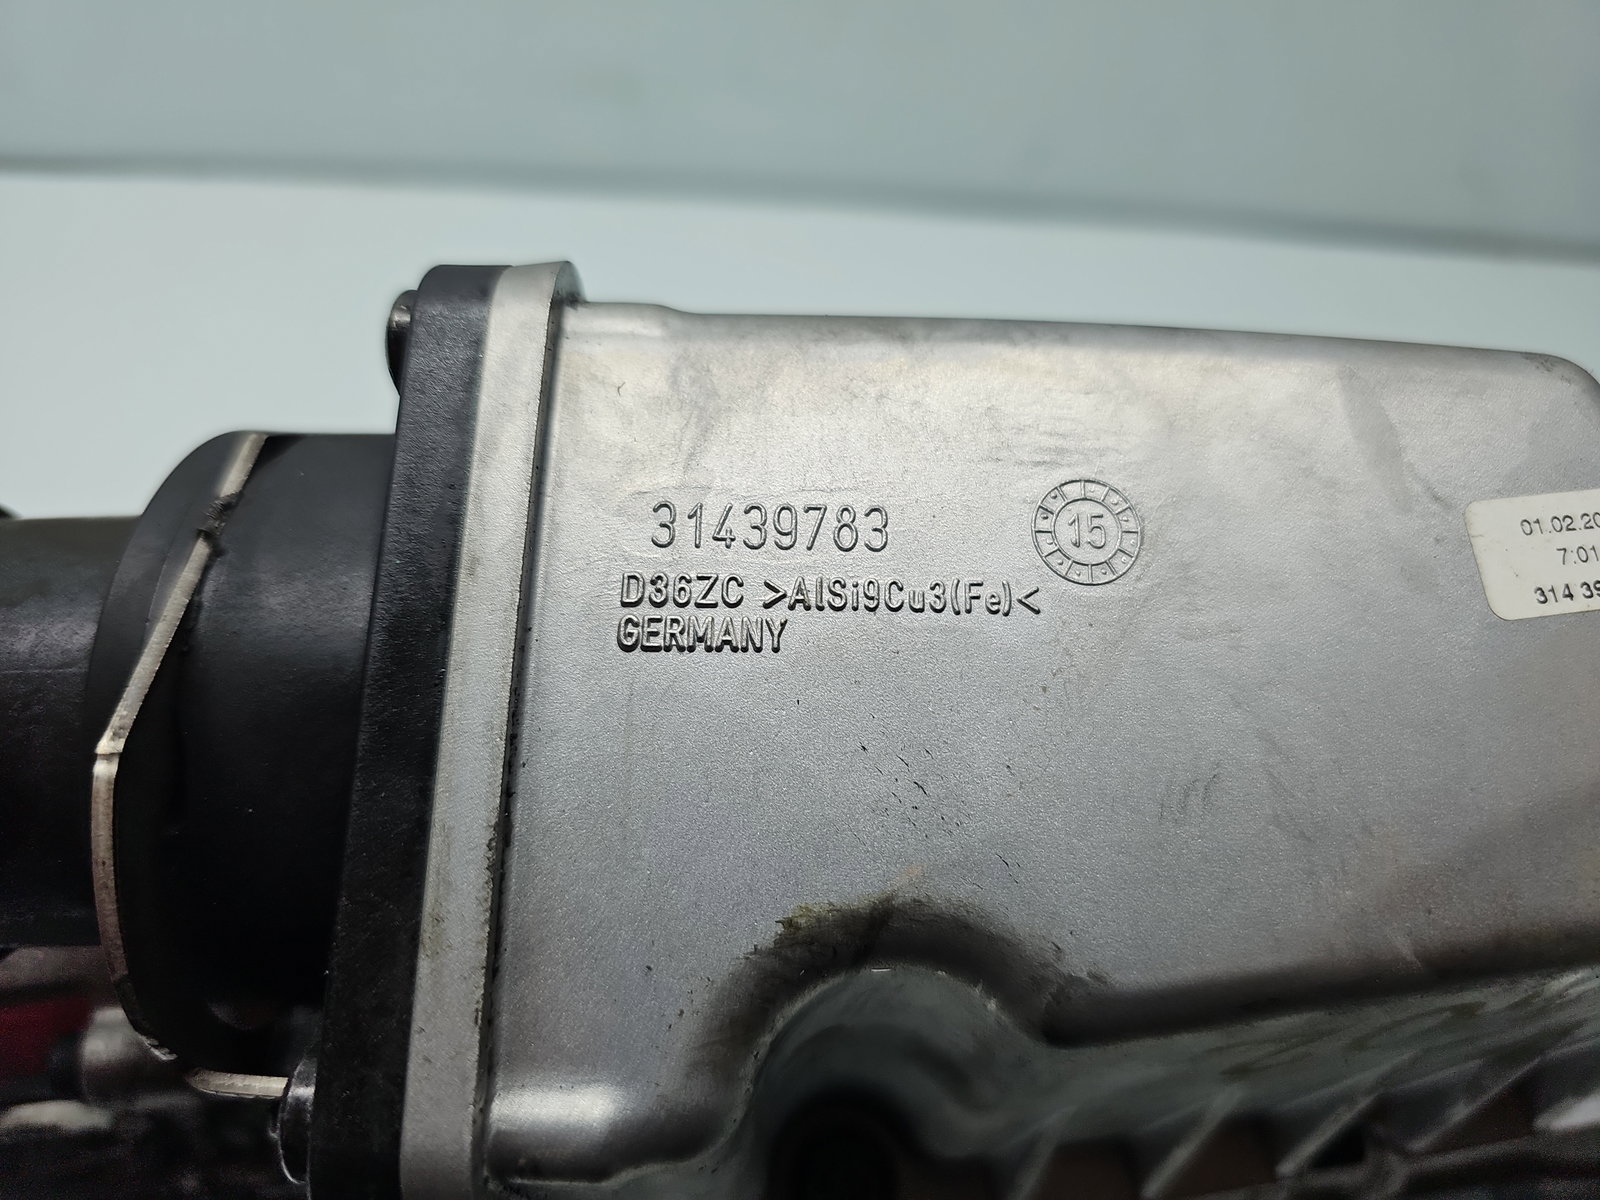 31439783
15
D36ZC >AlSi9Cu3(Fe)<
GERMANY
01.02.20
7:01
314 39